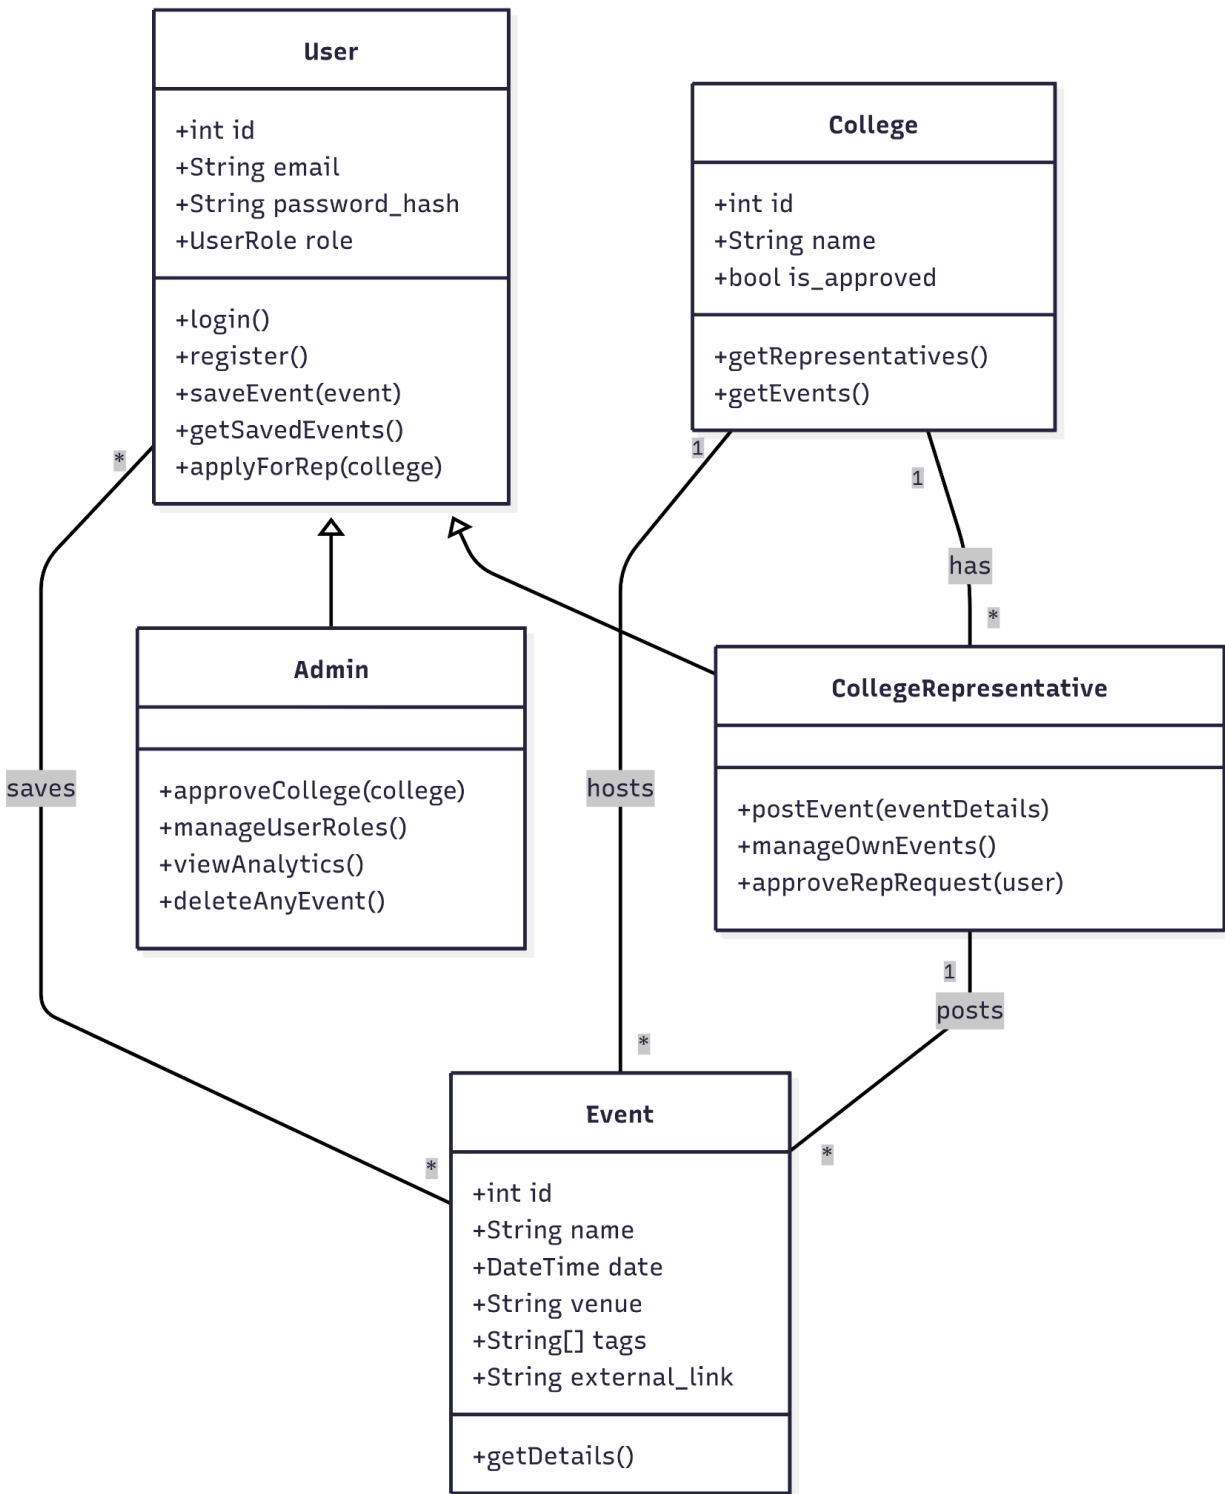 User
+int id
+String email
+String password_hash
+UserRole role
+login()
+register()
+saveEvent(event)
+getSavedEvents()
+applyForRep(college)
College
+int id
+String name
+bool is_approved
+getRepresentatives()
+getEvents()
*
1
1
has
*
Admin
+approveCollege(college)
+manageUserRoles()
+viewAnalytics()
+deleteAnyEvent()
CollegeRepresentative
+postEvent(eventDetails)
+manageOwnEvents()
+approveRepRequest(user)
saves
hosts
1
posts
*
*
*
Event
+int id
+String name
+DateTime date
+String venue
+String[] tags
+String external_link
+getDetails()